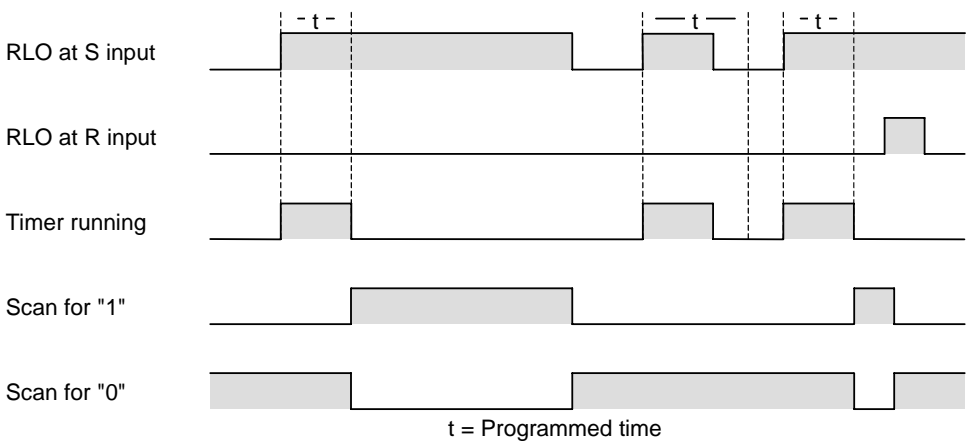 t t t
RLO at S input
RLO at R input
Timer running
Scan for "1"
Scan for "0"
t = Programmed time